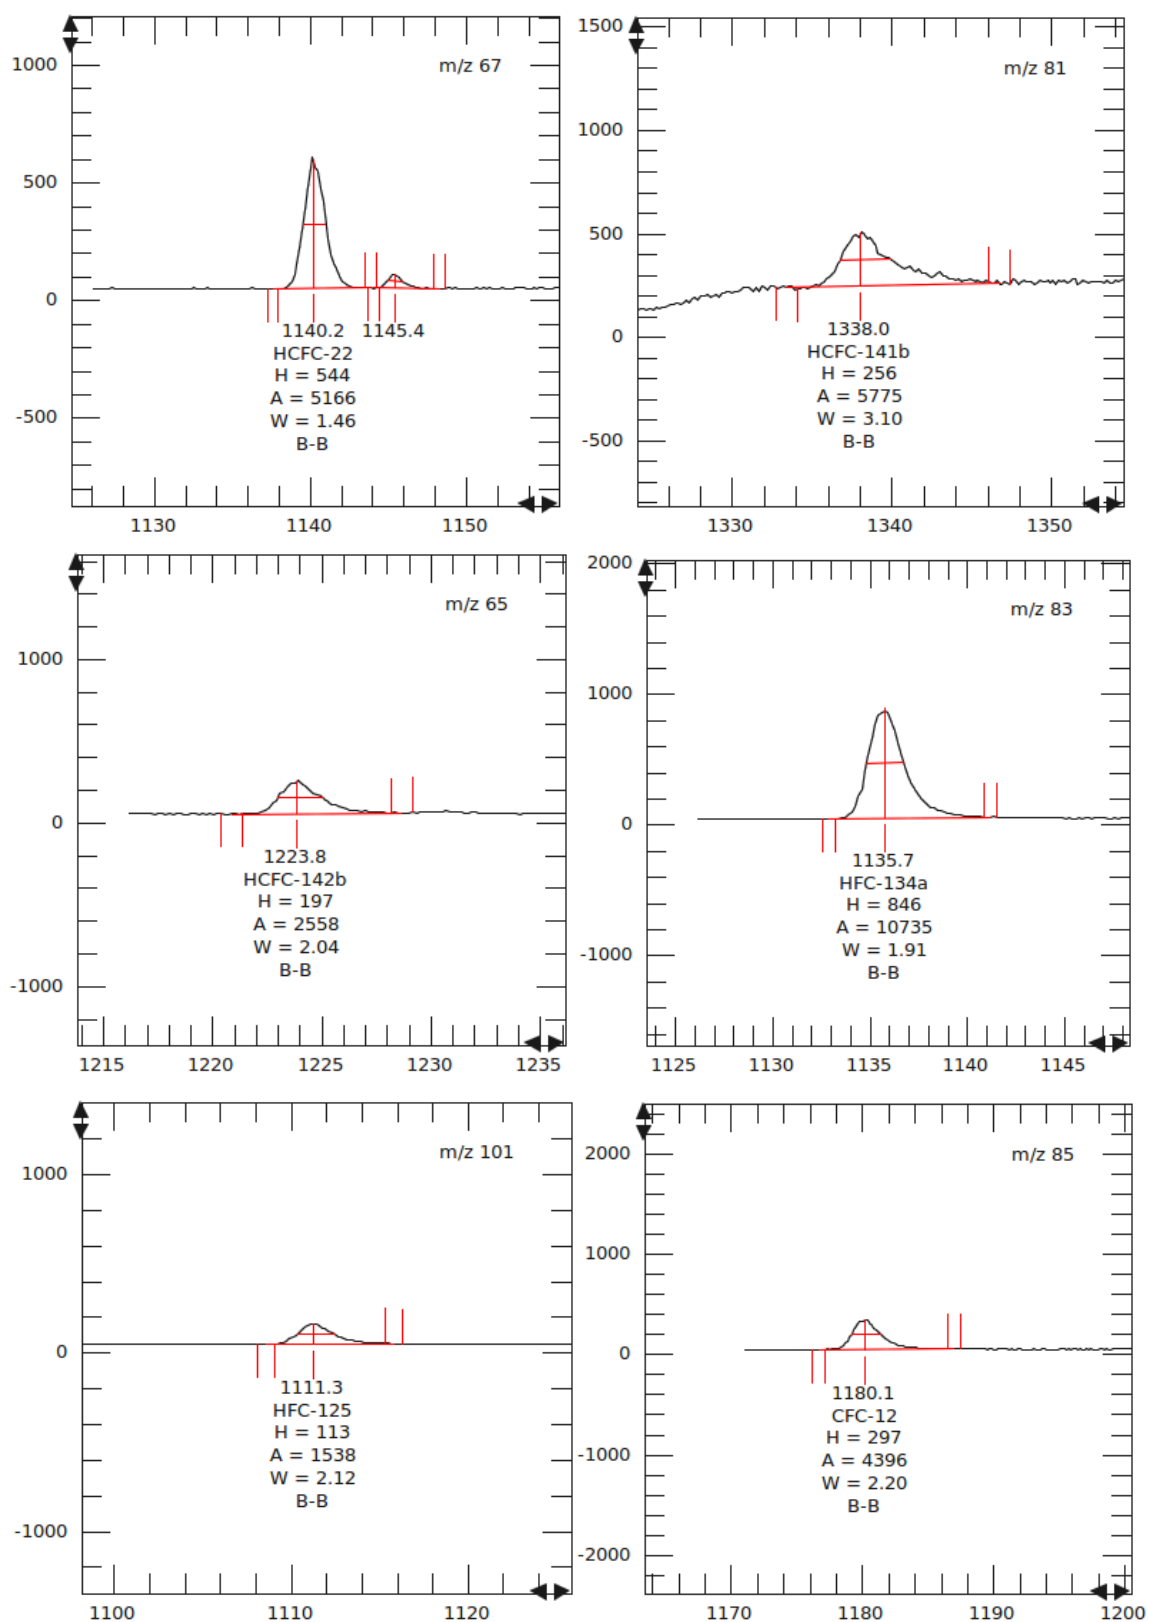 m/z 67
1000
500
0
-500
1140.2
1145.4
HCFC-22
H = 544
A = 5166
W = 1.46
B-B
1130
1140
1150
m/z 81
1500
1000
500
0
-500
1338.0
HCFC-141b
H = 256
A = 5775
W = 3.10
B-B
1330
1340
1350
m/z 65
1000
0
-1000
1223.8
HCFC-142b
H = 197
A = 2558
W = 2.04
B-B
1215
1220
1225
1230
1235
m/z 83
2000
1000
0
-1000
1135.7
HFC-134a
H = 846
A = 10735
W = 1.91
B-B
1125
1130
1135
1140
1145
m/z 101
1000
0
-1000
1111.3
HFC-125
H = 113
A = 1538
W = 2.12
B-B
1100
1110
1120
m/z 85
2000
1000
0
-1000
-2000
1180.1
CFC-12
H = 297
A = 4396
W = 2.20
B-B
1170
1180
1190
1200